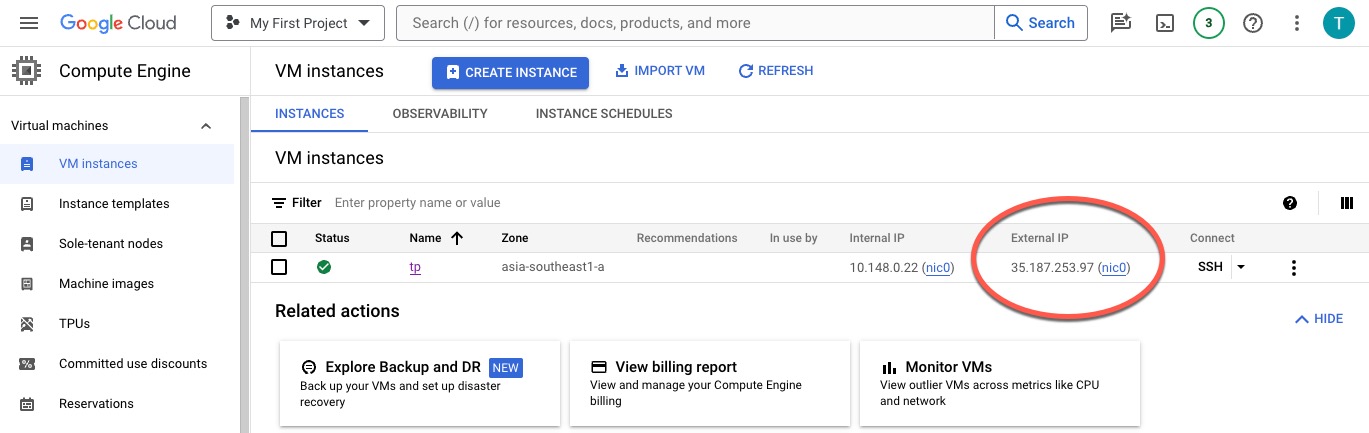 Google Cloud
My First Project
Search (/) for resources, docs, products, and more
Search
3
T
Compute Engine
VM instances
CREATE INSTANCE
IMPORT VM
REFRESH
Virtual machines
VM instances
Instance templates
Sole-tenant nodes
Machine images
TPUs
Committed use discounts
Reservations
INSTANCES
OBSERVABILITY
INSTANCE SCHEDULES
VM instances
Filter Enter property name or value
Status Name Zone Recommendations In use by Internal IP External IP Connect
tp asia-southeast1-a 10.148.0.22 (nic0) 35.187.253.97 (nic0) SSH
Related actions
HIDE
Explore Backup and DR NEW
Back up your VMs and set up disaster
recovery
View billing report
View and manage your Compute Engine
billing
Monitor VMs
View outlier VMs across metrics like CPU
and network